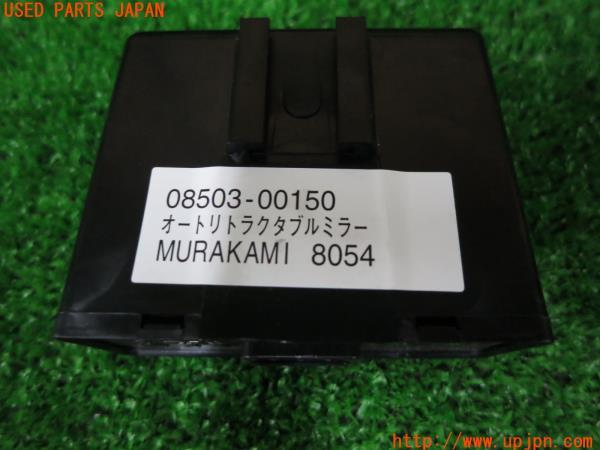 USED PARTS JAPAN
08503-00150
オートリトラクタブルミラー
MURAKAMI 8054
http://www.upjpn.com/